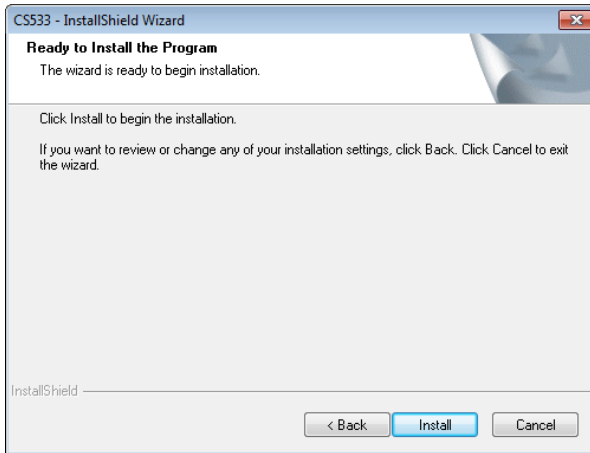 CS533 - InstallShield Wizard
Ready to Install the Program
The wizard is ready to begin installation.
Click Install to begin the installation.
If you want to review or change any of your installation settings, click Back. Click Cancel to exit
the wizard.
InstallShield
< Back Install Cancel